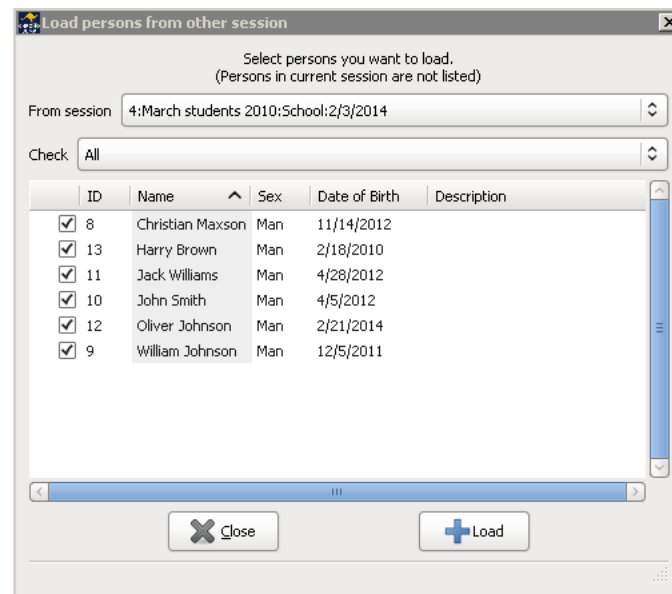 Load persons from other session
Select persons you want to load.
(Persons in current session are not listed)
From session 4:March students 2010:School:2/3/2014
Check All
ID Name Sex Date of Birth Description
8 Christian Maxson Man 11/14/2012
13 Harry Brown Man 2/18/2010
11 Jack Williams Man 4/28/2012
10 John Smith Man 4/5/2012
12 Oliver Johnson Man 2/21/2014
9 William Johnson Man 12/5/2011
Close Load